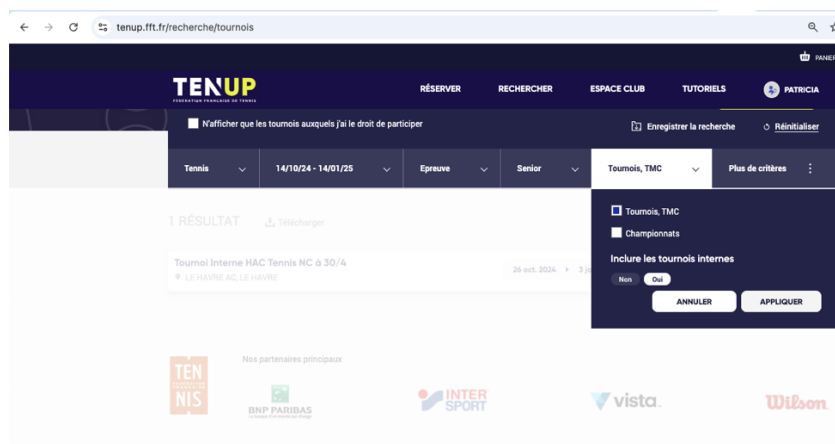 tenup.fft.fr/recherche/tournois
PANIER
TENUP
FÉDÉRATION FRANÇAISE DE TENNIS
RÉSERVER RECHERCHER ESPACE CLUB TUTORIELS PATRICIA
N'afficher que les tournois auxquels j'ai le droit de participer
Enregistrer la recherche Réinitialiser
Tennis 14/10/24 - 14/01/25 Epreuve Senior Tournois, TMC Plus de critères
1 RÉSULTAT Télécharger
Tournois, TMC
Championnats
Tournoi Interne HAC Tennis NC à 30/4
LE HAVRE AC, LE HAVRE
26 oct. 2024 3 jo
Inclure les tournois internes
Non Oui
ANNULER APPLIQUER
Nos partenaires principaux
TEN
NIS
BNP PARIBAS
INTER
SPORT
vista.
Wilson